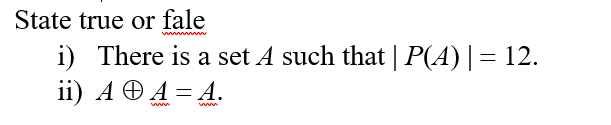 State true or fale
i) There is a set A such that | P(A) | = 12.
ii) A ⊕ A = A.